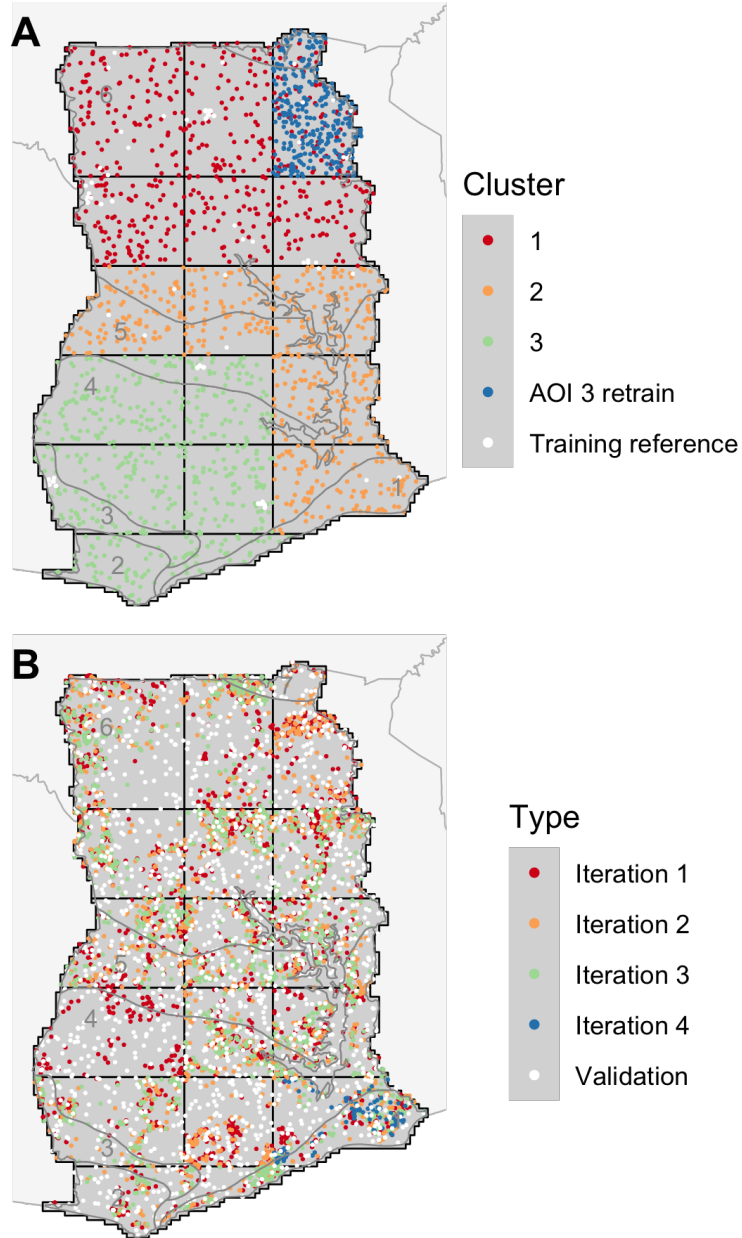 A
6
5
4
3
2
1
Cluster
1
2
3
AOI 3 retrain
Training reference
B
7
6
5
4
3
2
Type
Iteration 1
Iteration 2
Iteration 3
Iteration 4
Validation